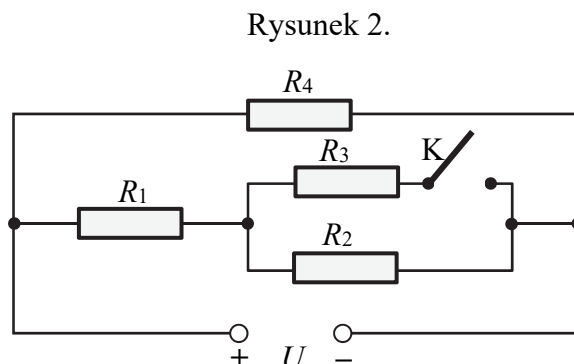 Rysunek 2.
R4
R3
K
R1
R2
+ U −